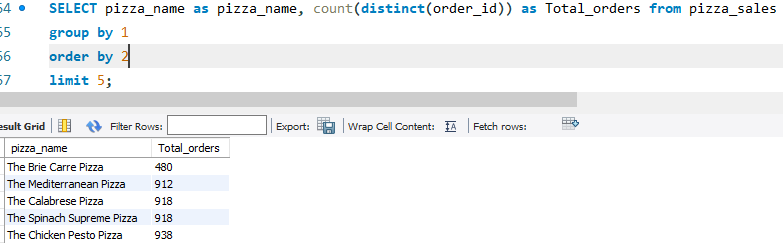 54 SELECT pizza_name as pizza_name, count(distinct(order_id)) as Total_orders from pizza_sales
55 group by 1
56 order by 2
57 limit 5;
esult Grid Filter Rows: Export: Wrap Cell Content: IA Fetch rows:
pizza_name Total_orders
The Brie Carre Pizza 480
The Mediterranean Pizza 912
The Calabrese Pizza 918
The Spinach Supreme Pizza 918
The Chicken Pesto Pizza 938